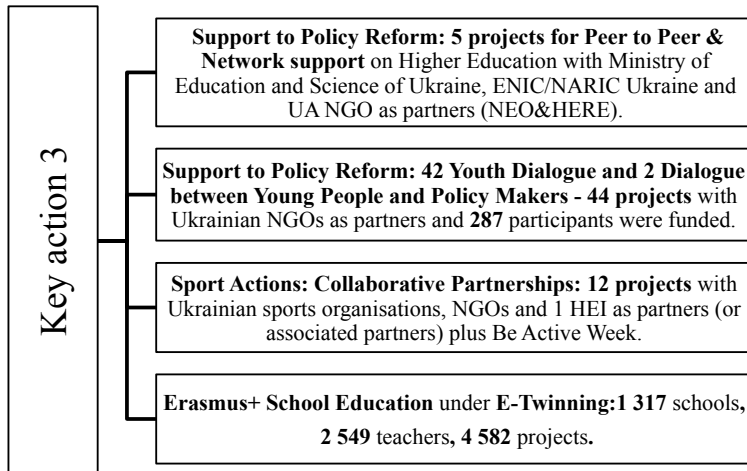 Key action 3
Support to Policy Reform: 5 projects for Peer to Peer &
Network support on Higher Education with Ministry of
Education and Science of Ukraine, ENIC/NARIC Ukraine and
UA NGO as partners (NEO&HERE).
Support to Policy Reform: 42 Youth Dialogue and 2 Dialogue
between Young People and Policy Makers - 44 projects with
Ukrainian NGOs as partners and 287 participants were funded.
Sport Actions: Collaborative Partnerships: 12 projects with
Ukrainian sports organisations, NGOs and 1 HEI as partners (or
associated partners) plus Be Active Week.
Erasmus+ School Education under E-Twinning:1 317 schools,
2 549 teachers, 4 582 projects.